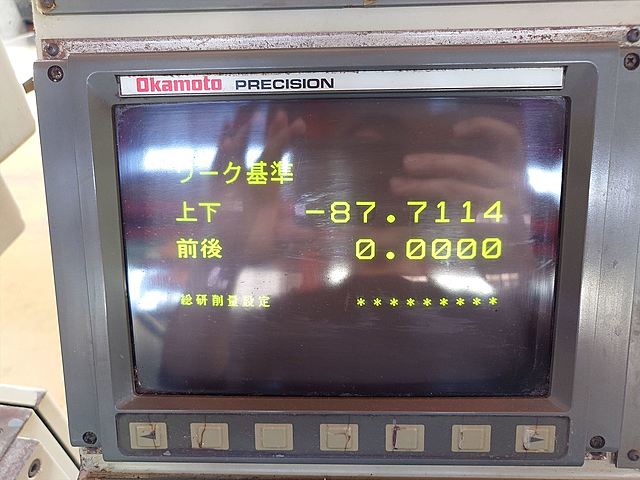 Okamoto PRECISION
ワーク基準
上下 -87.7114
前後 0.0000
総研削量設定 *********